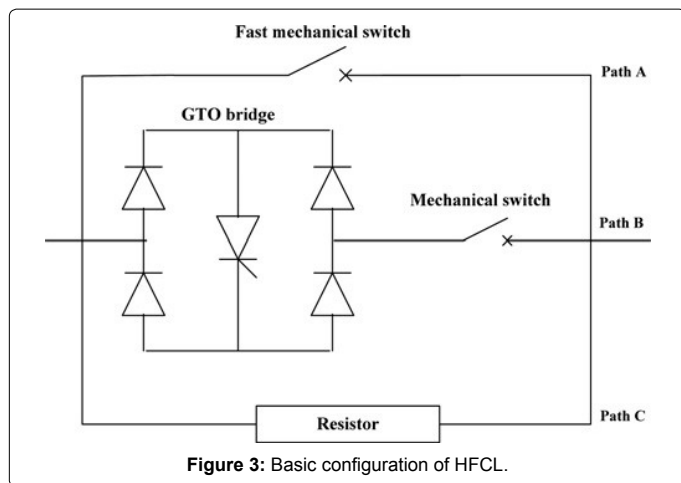 Fast mechanical switch
Path A
GTO bridge
Mechanical switch
Path B
Resistor
Path C
Figure 3: Basic configuration of HFCL.